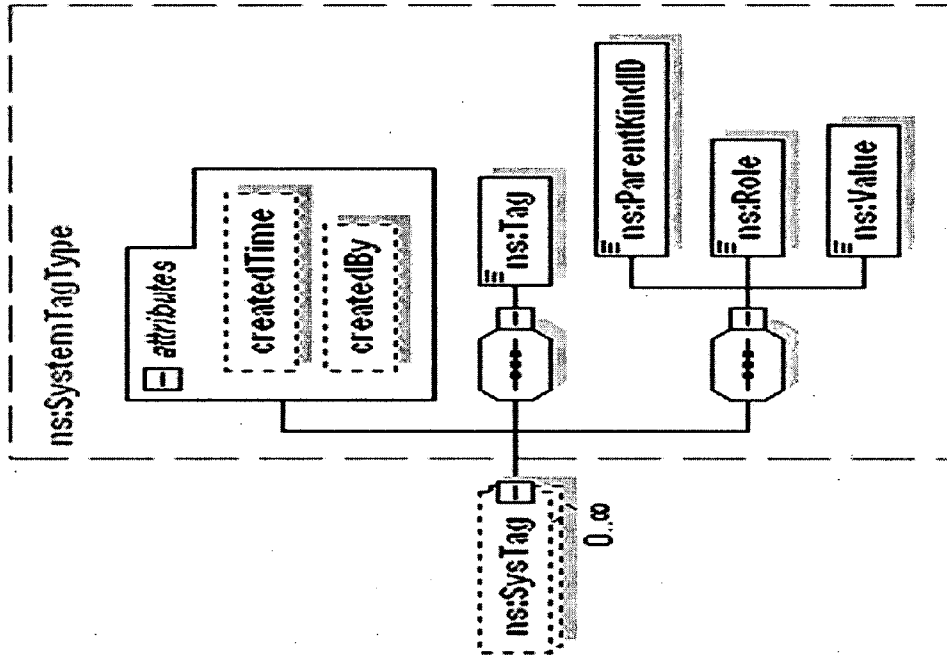 ns:SystemTagType
attributes
createdTime
createdBy
ns:SysTag
0..∞
ns:Tag
ns:ParentKindID
ns:Role
ns:Value